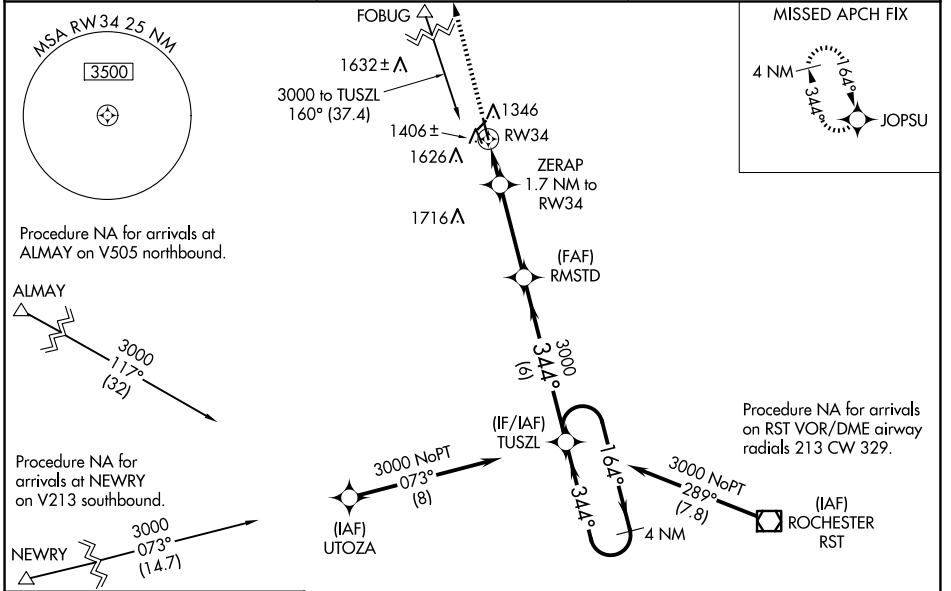 MSA RW34 25 NM
3500
Procedure NA for arrivals at
ALMAY on V505 northbound.
ALMAY
3000
117°
(32)
Procedure NA for
arrivals at NEWRY
on V213 southbound.
3000
073°
(14.7)
NEWRY
FOBUG
1632±
3000 to TUSZL
160° (37.4)
1346
1406±
RW34
1626
ZERAP
1.7 NM to
RW34
1716
(FAF)
RMSTD
3000
344°
(6)
(IF/IAF)
TUSZL
3000 NoPT
073°
(8)
(IAF)
UTOZA
164°
344°
4 NM
3000 NoPT
289°
(7.8)
(IAF)
ROCHESTER
RST
Procedure NA for arrivals
on RST VOR/DME airway
radials 213 CW 329.
MISSED APCH FIX
4 NM
164°
344°
JOPSU